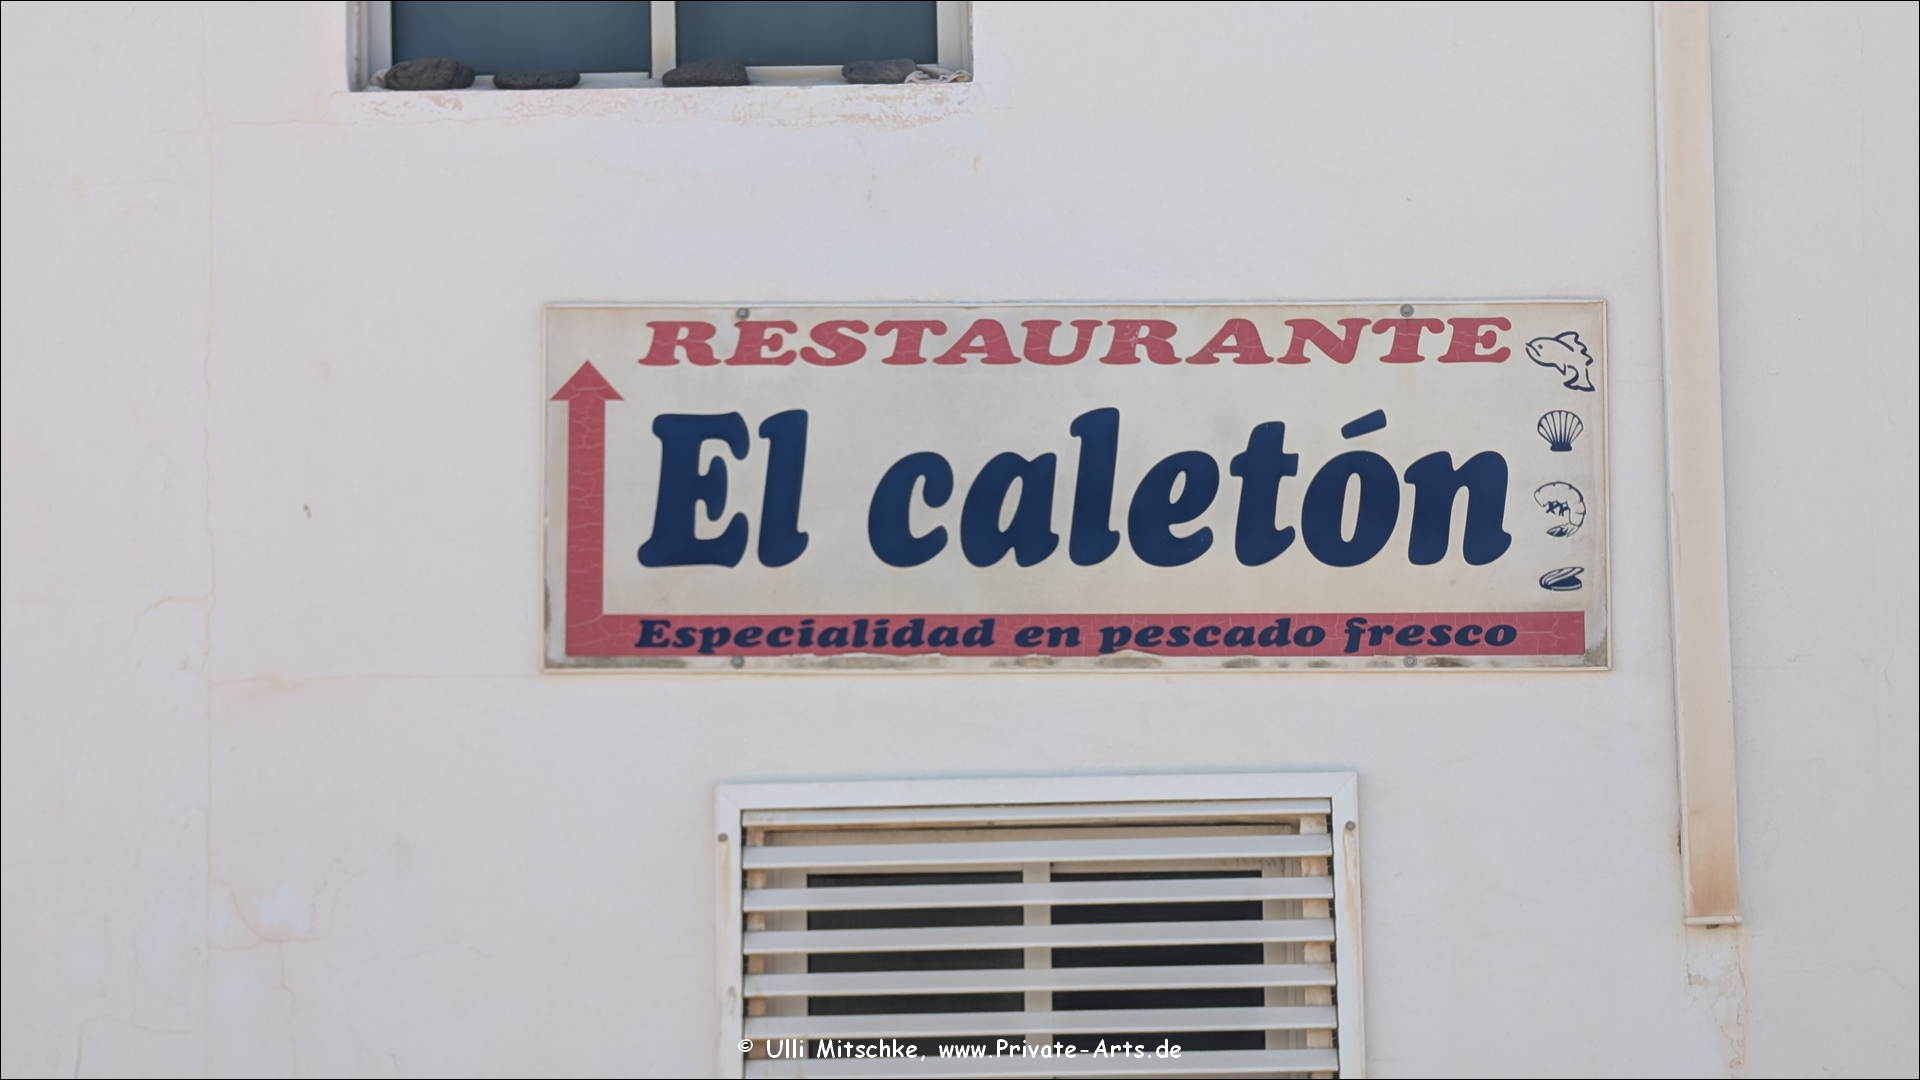 RESTAURANTE
El caletón
Especialidad en pescado fresco
© Ulli Mitschke, www.Private-Arts.de